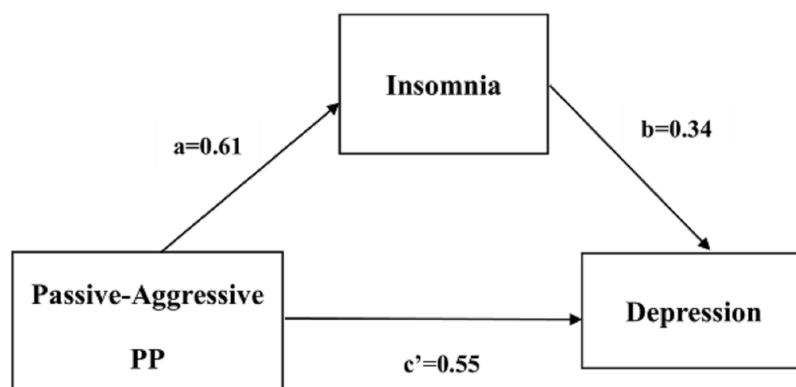 Insomnia
a=0.61
b=0.34
Passive-Aggressive
PP
Depression
c’=0.55